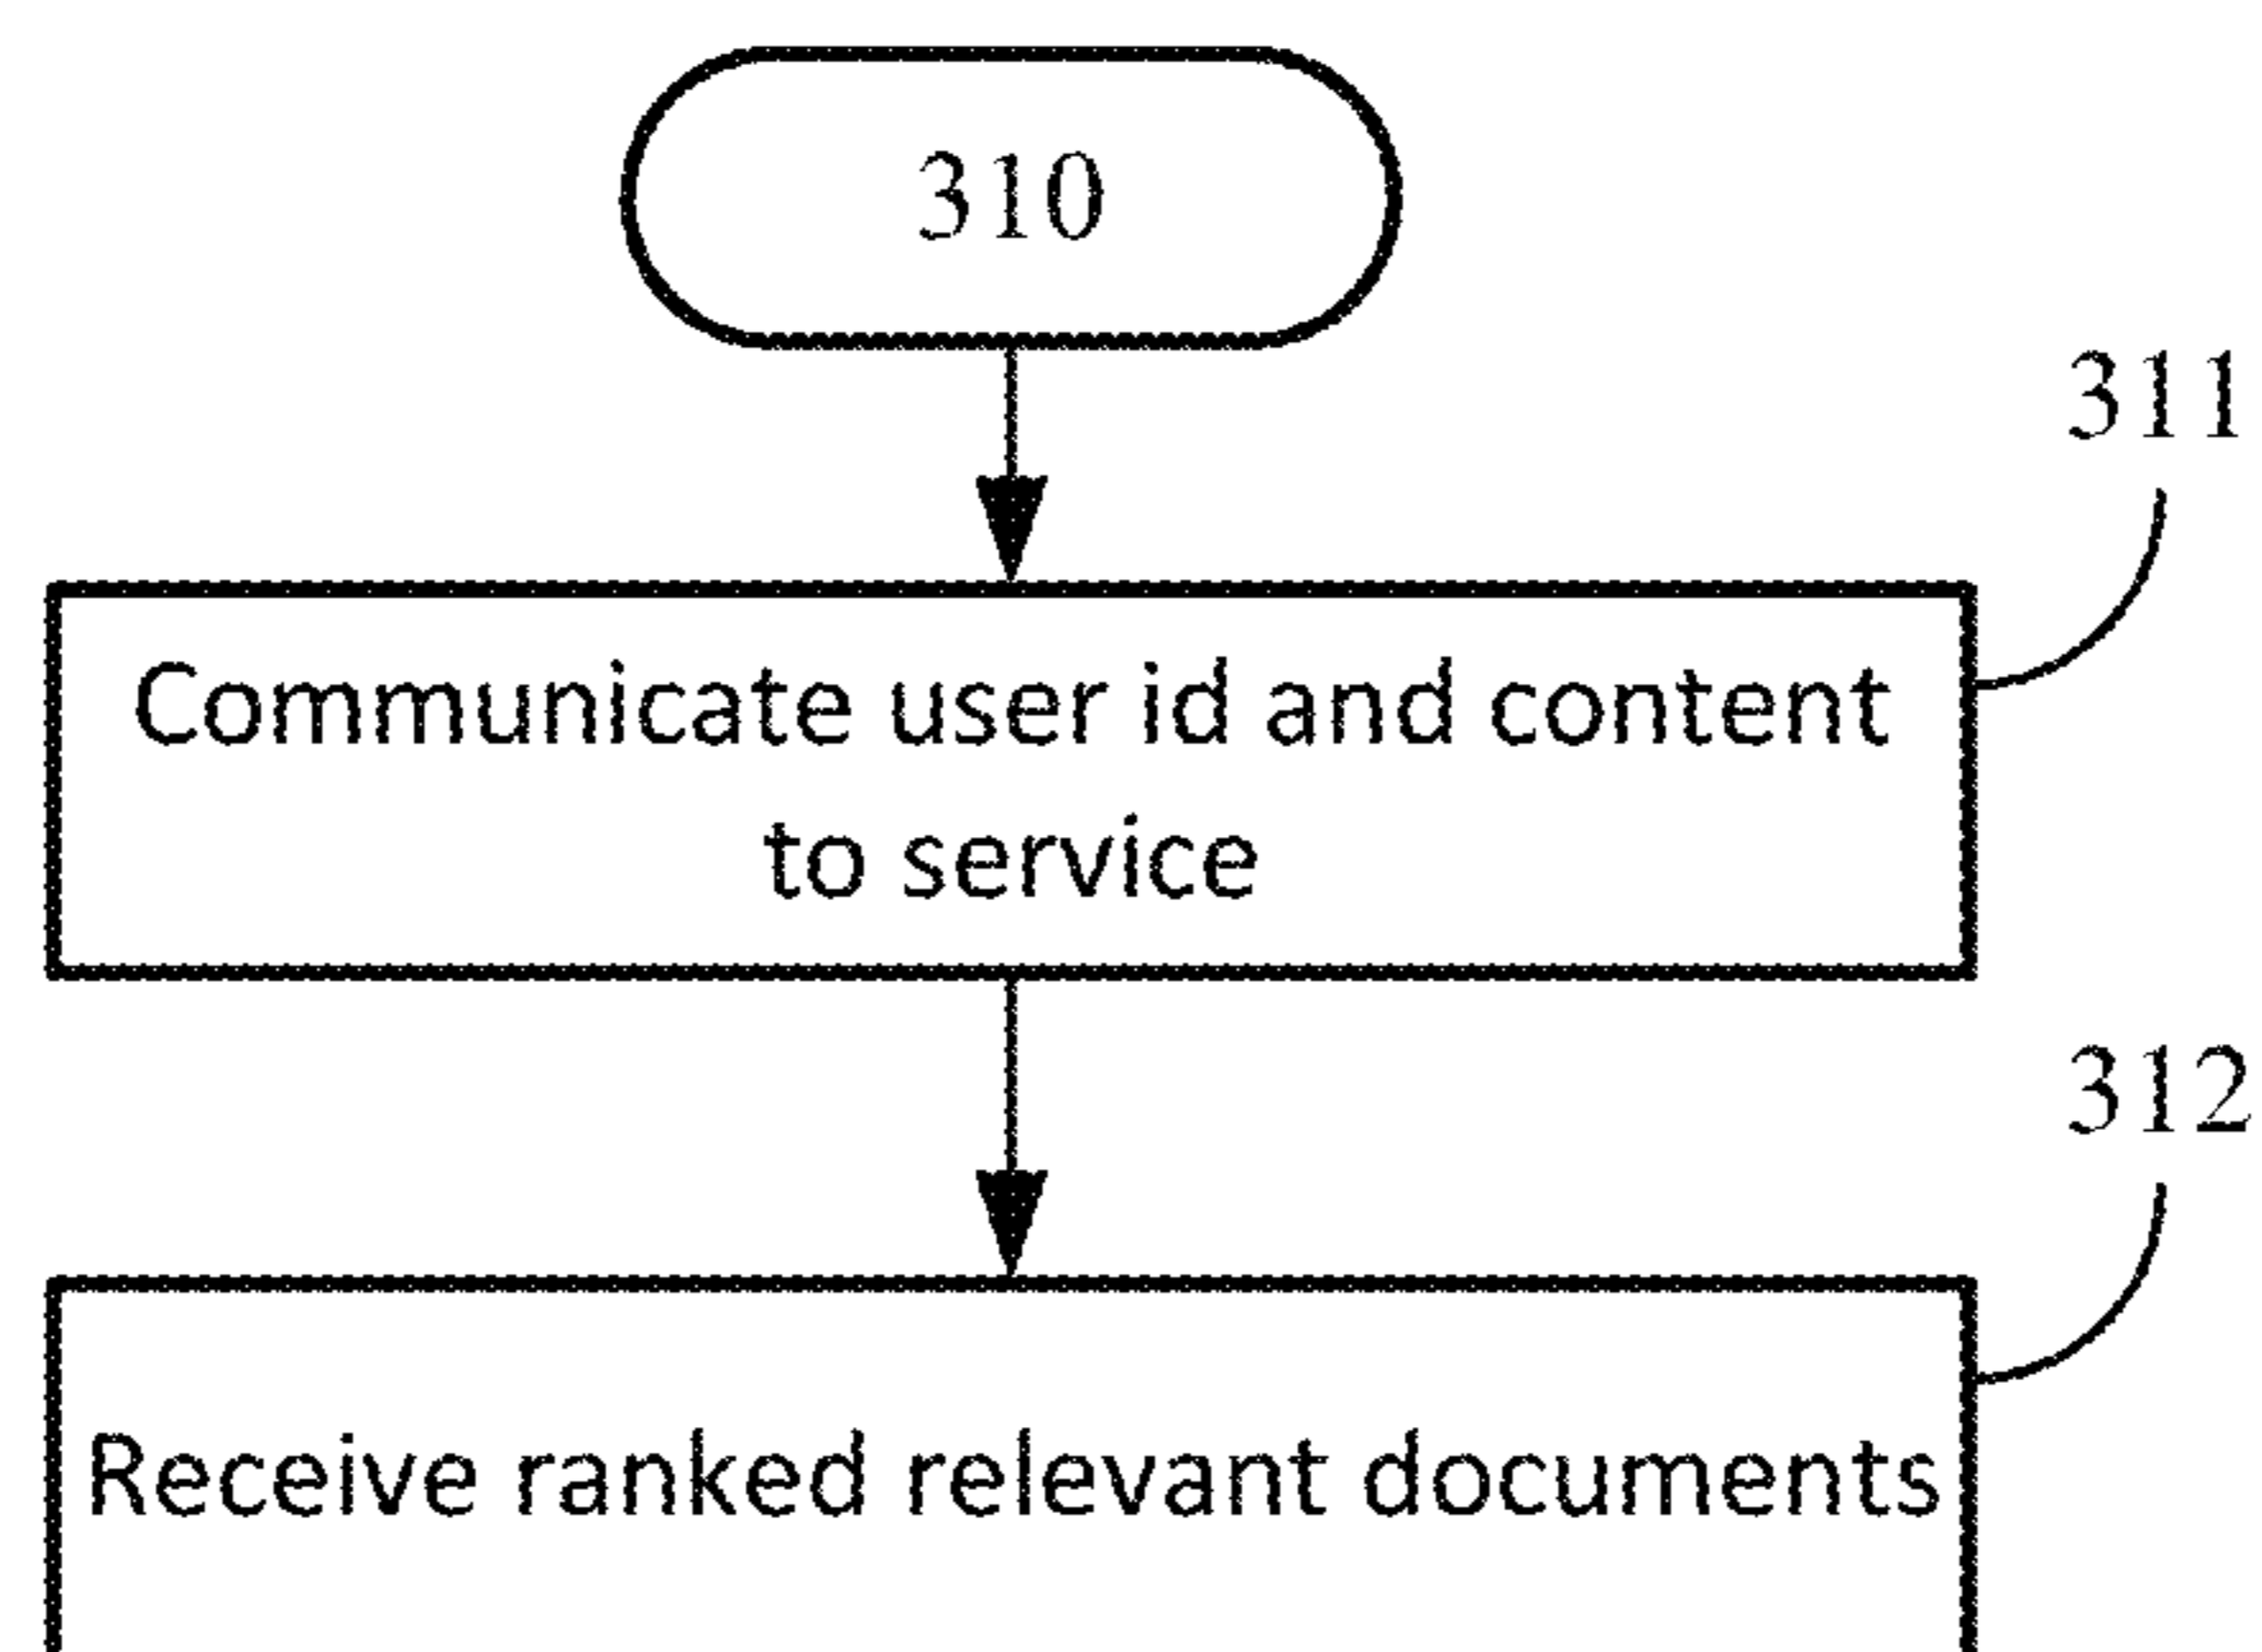 310
311
Communicate user id and content
to service
312
Receive ranked relevant documents